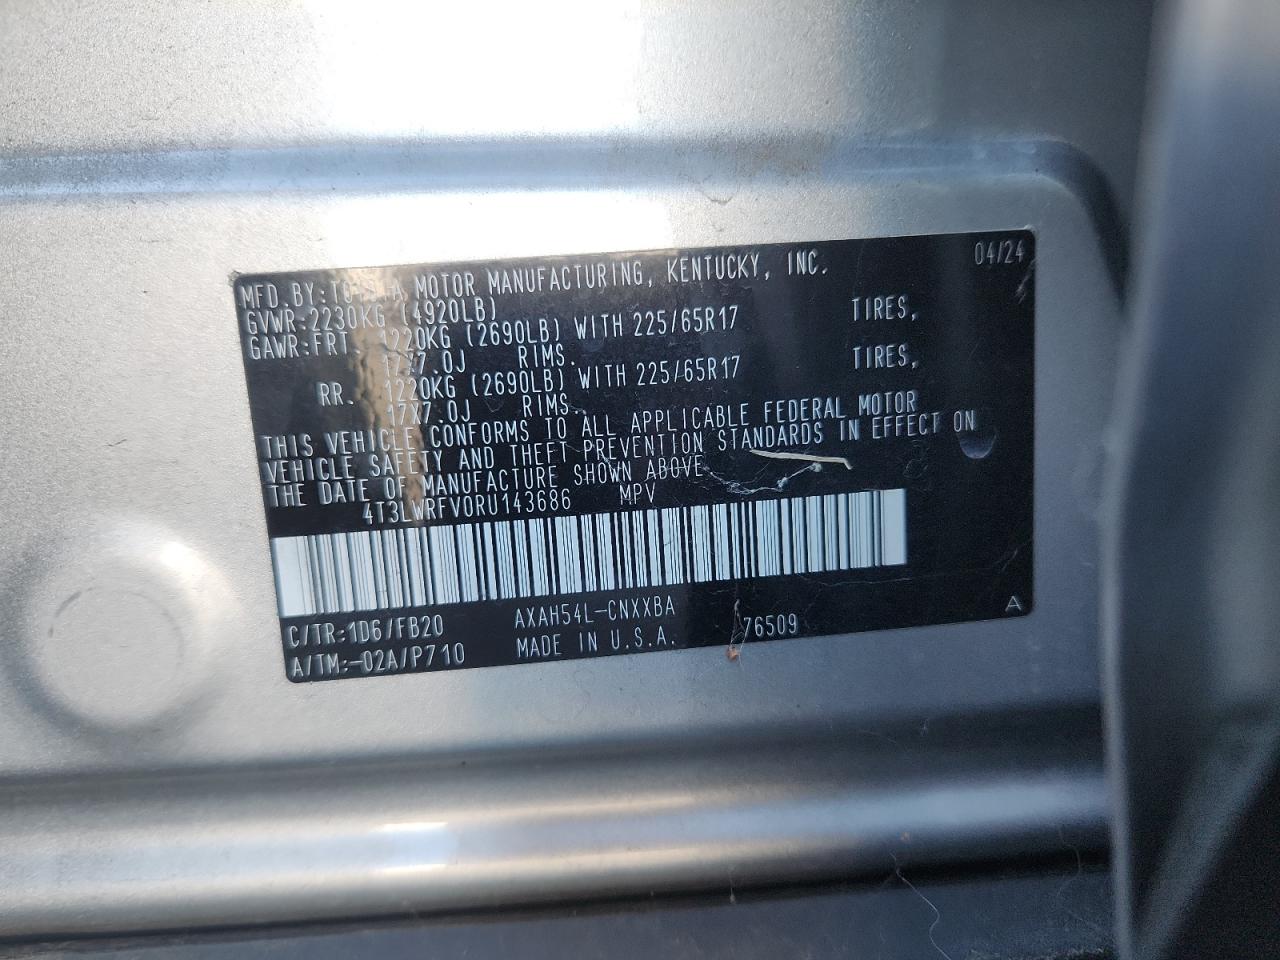 MFD.BY:TOYOTA MOTOR MANUFACTURING, KENTUCKY, INC. 04/24
GVWR:2230KG (4920LB)
GAWR:FRT. 1220KG (2690LB) WITH 225/65R17 TIRES,
17X7.0J RIMS.
RR. 1220KG (2690LB) WITH 225/65R17 TIRES,
17X7.0J RIMS.
THIS VEHICLE CONFORMS TO ALL APPLICABLE FEDERAL MOTOR
VEHICLE SAFETY AND THEFT PREVENTION STANDARDS IN EFFECT ON
THE DATE OF MANUFACTURE SHOWN ABOVE.
4T3LWRFV0RU143686 MPV
C/TR:1D6/FB20 AXAH54L-CNXXBA
A/TM:-02A/P710 MADE IN U.S.A. 76509 A